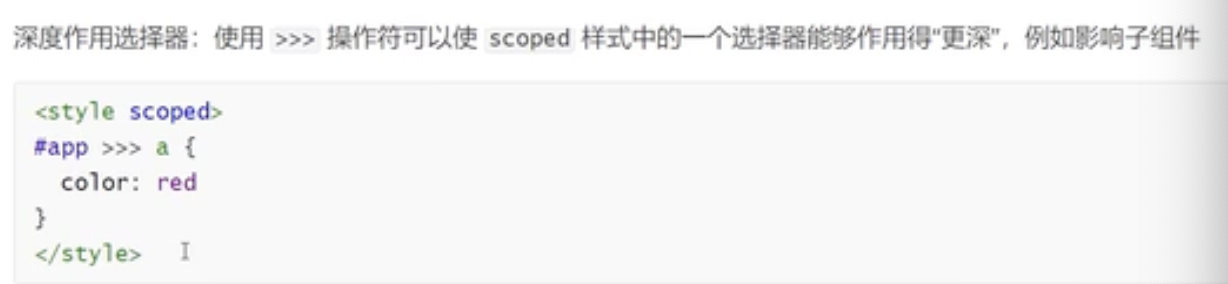 深度作用选择器：使用 >>> 操作符可以使 scoped 样式中的一个选择器能够作用得“更深”，例如影响子组件
<style scoped>
#app >>> a {
  color: red
}
</style>